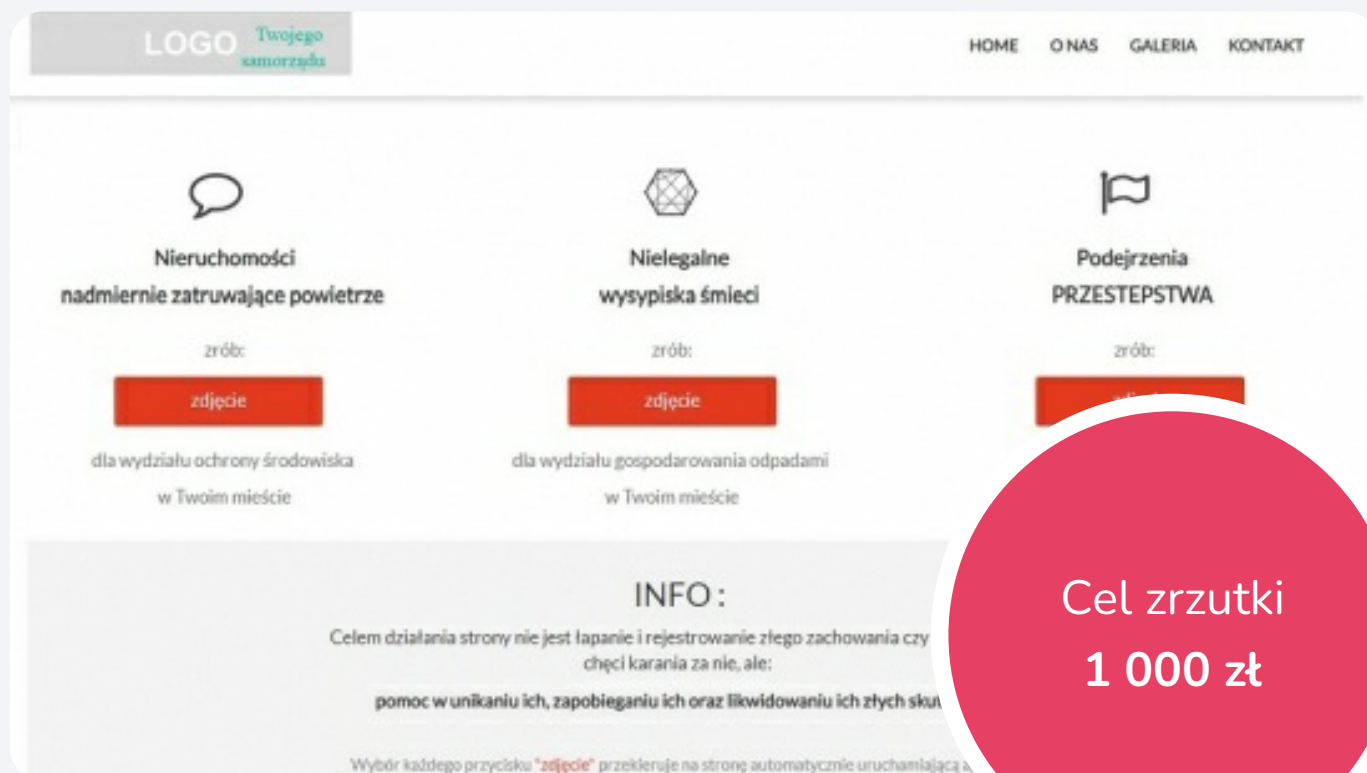 LOGO Twojego
samorządu
HOME O NAS GALERIA KONTAKT
Nieruchomości
nadmiernie zatruwające powietrze
zrób:
zdjęcie
dla wydziału ochrony środowiska
w Twoim mieście
Nielegalne
wysypiska śmieci
zrób:
zdjęcie
dla wydziału gospodarowania odpadami
w Twoim mieście
Podejrzenia
PRZESTEPSTWA
zrób:
INFO :
Celem działania strony nie jest łapanie i rejestrowanie złego zachowania czy
chęci karania za nie, ale:
pomoc w unikaniu ich, zapobieganiu ich oraz likwidowaniu ich złych
Wybór każdego przycisku "zdjęcie" przekieruje na stronę automatycznie uruchamiającą
Cel zrzutki
1 000 zł